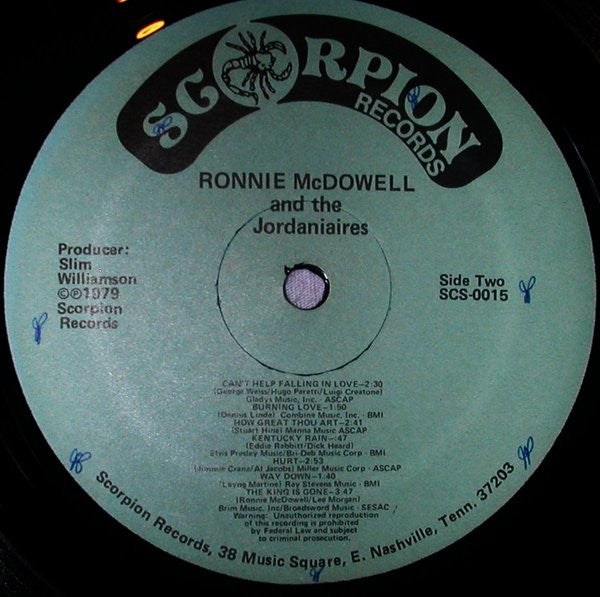 SCORPION
RECORDS
RONNIE McDOWELL
and the
Jordaniaires
Producer:
Slim
Williamson
©℗1979
Scorpion
Records
Side Two
SCS-0015
CAN'T HELP FALLING IN LOVE—2:30
(George Weiss/Hugo Peretti/Luigi Creatone)
Gladys Music, Inc. - ASCAP
BURNING LOVE—1:50
(Dennis Linde) Combine Music, Inc. - BMI
HOW GREAT THOU ART—2:41
(Stuart Hine) Manna Music ASCAP
KENTUCKY RAIN—:47
(Eddie Rabbitt/Dick Heard)
Elvis Presley Music/Bri-Deb Music Corp - BMI
HURT—2:53
(Jimmie Crane/Al Jacobs) Miller Music Corp - ASCAP
WAY DOWN—1:40
(Layng Martine) Ray Stevens Music - BMI
THE KING IS GONE—3:47
(Ronnie McDowell/Lee Morgan)
Brim Music, Inc/Broadsword Music - SESAC
Warning: Unauthorized reproduction
of this recording is prohibited
by Federal Law and subject
to criminal prosecution.
Scorpion Records, 38 Music Square, E. Nashville, Tenn. 37203